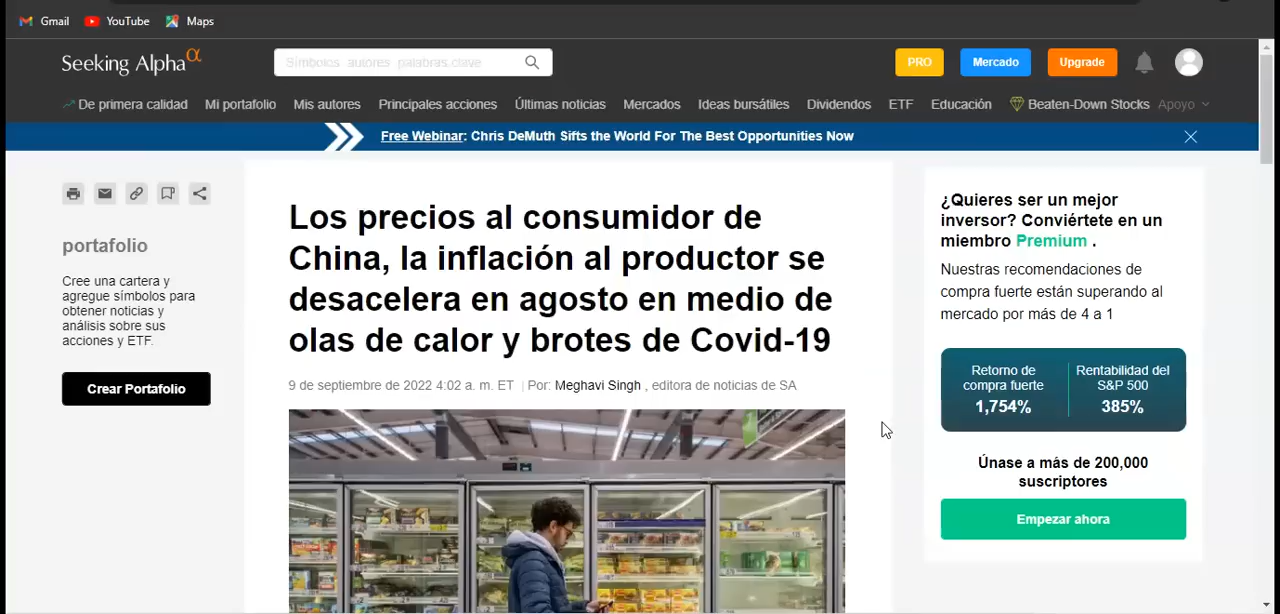 Gmail YouTube Maps
Seeking Alpha α
Símbolos autores palabras clave
PRO Mercado Upgrade
De primera calidad Mi portafolio Mis autores Principales acciones Últimas noticias Mercados Ideas bursátiles Dividendos ETF Educación Beaten-Down Stocks Apoyo
Free Webinar: Chris DeMuth Sifts the World For The Best Opportunities Now
portafolio
Cree una cartera y
agregue símbolos para
obtener noticias y
análisis sobre sus
acciones y ETF.
Crear Portafolio
Los precios al consumidor de
China, la inflación al productor se
desacelera en agosto en medio de
olas de calor y brotes de Covid-19
9 de septiembre de 2022 4:02 a. m. ET | Por: Meghavi Singh , editora de noticias de SA
¿Quieres ser un mejor
inversor? Conviértete en un
miembro Premium .
Nuestras recomendaciones de
compra fuerte están superando al
mercado por más de 4 a 1
Retorno de
compra fuerte
1,754%
Rentabilidad del
S&P 500
385%
Únase a más de 200,000
suscriptores
Empezar ahora